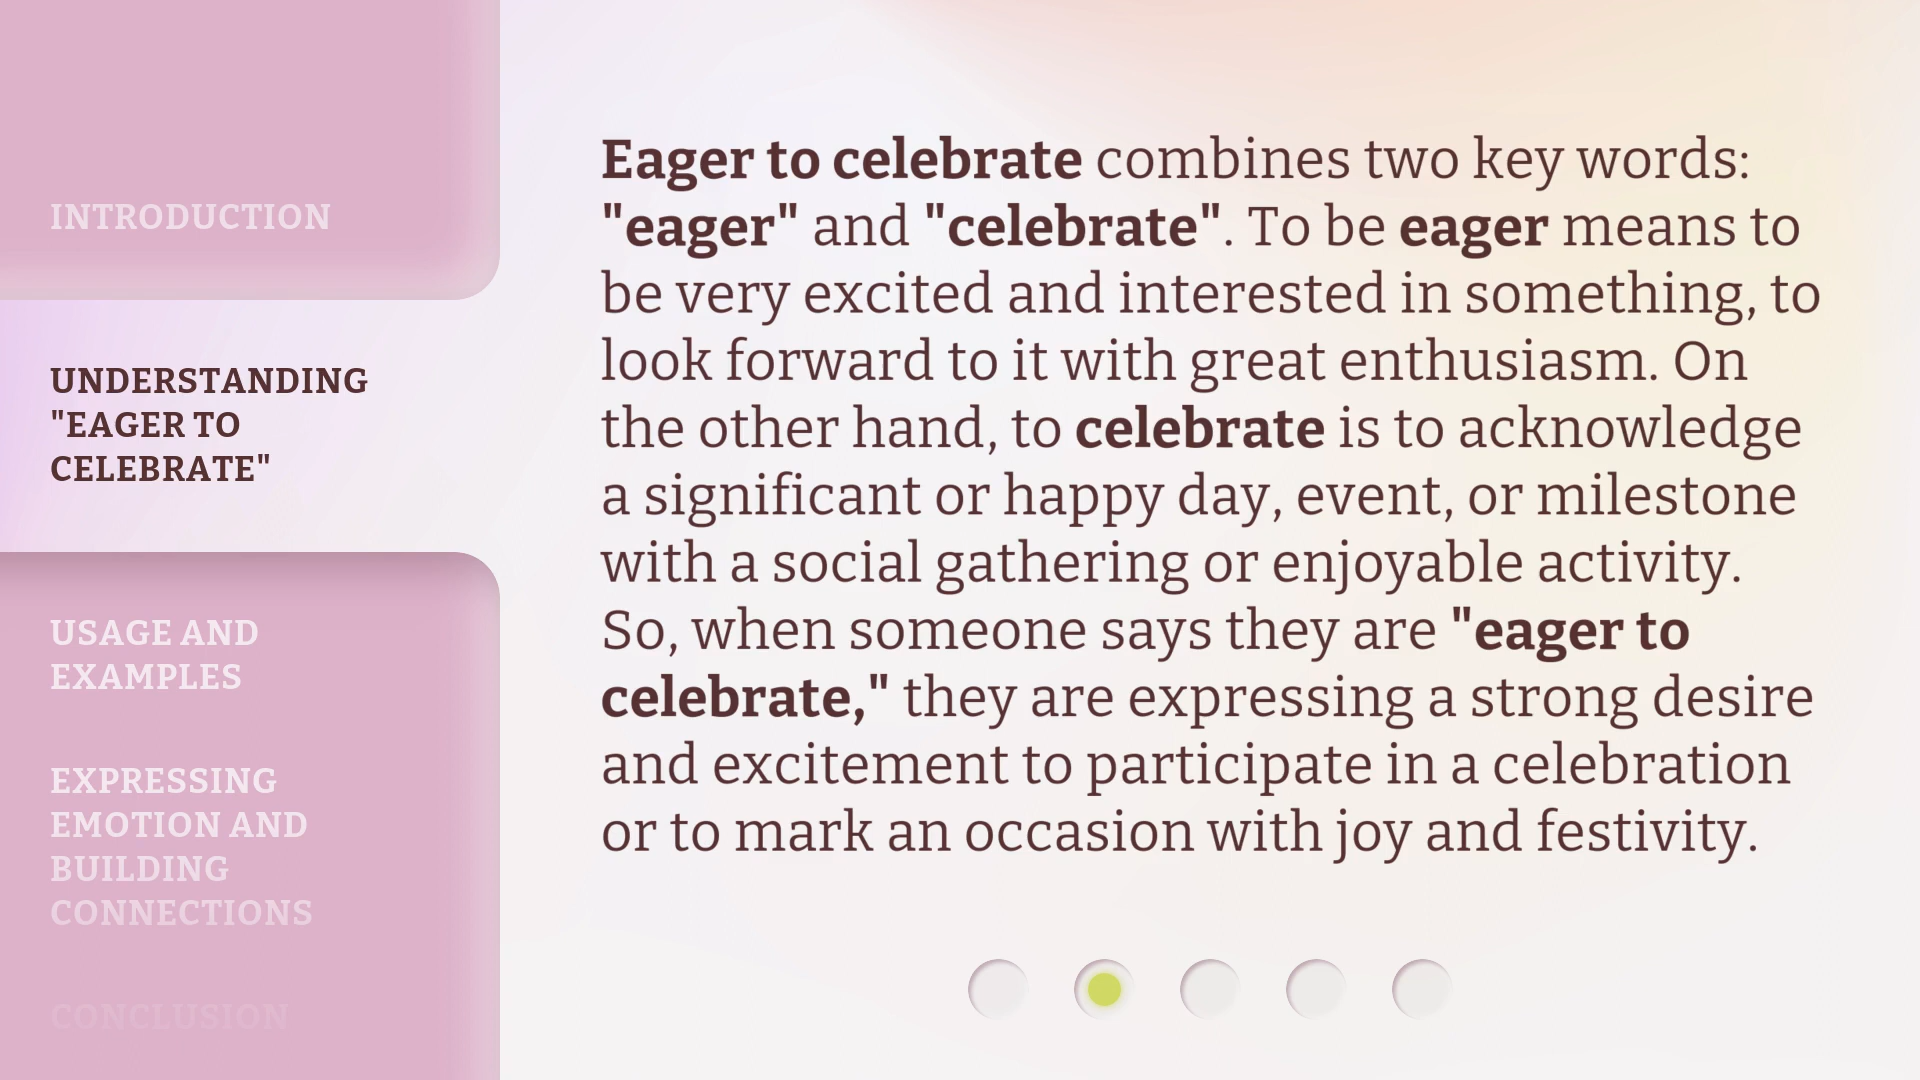 INTRODUCTION
UNDERSTANDING
"EAGER TO
CELEBRATE"
USAGE AND
EXAMPLES
EXPRESSING
EMOTION AND
BUILDING
CONNECTIONS
CONCLUSION
Eager to celebrate combines two key words:
"eager" and "celebrate". To be eager means to
be very excited and interested in something, to
look forward to it with great enthusiasm. On
the other hand, to celebrate is to acknowledge
a significant or happy day, event, or milestone
with a social gathering or enjoyable activity.
So, when someone says they are "eager to
celebrate," they are expressing a strong desire
and excitement to participate in a celebration
or to mark an occasion with joy and festivity.